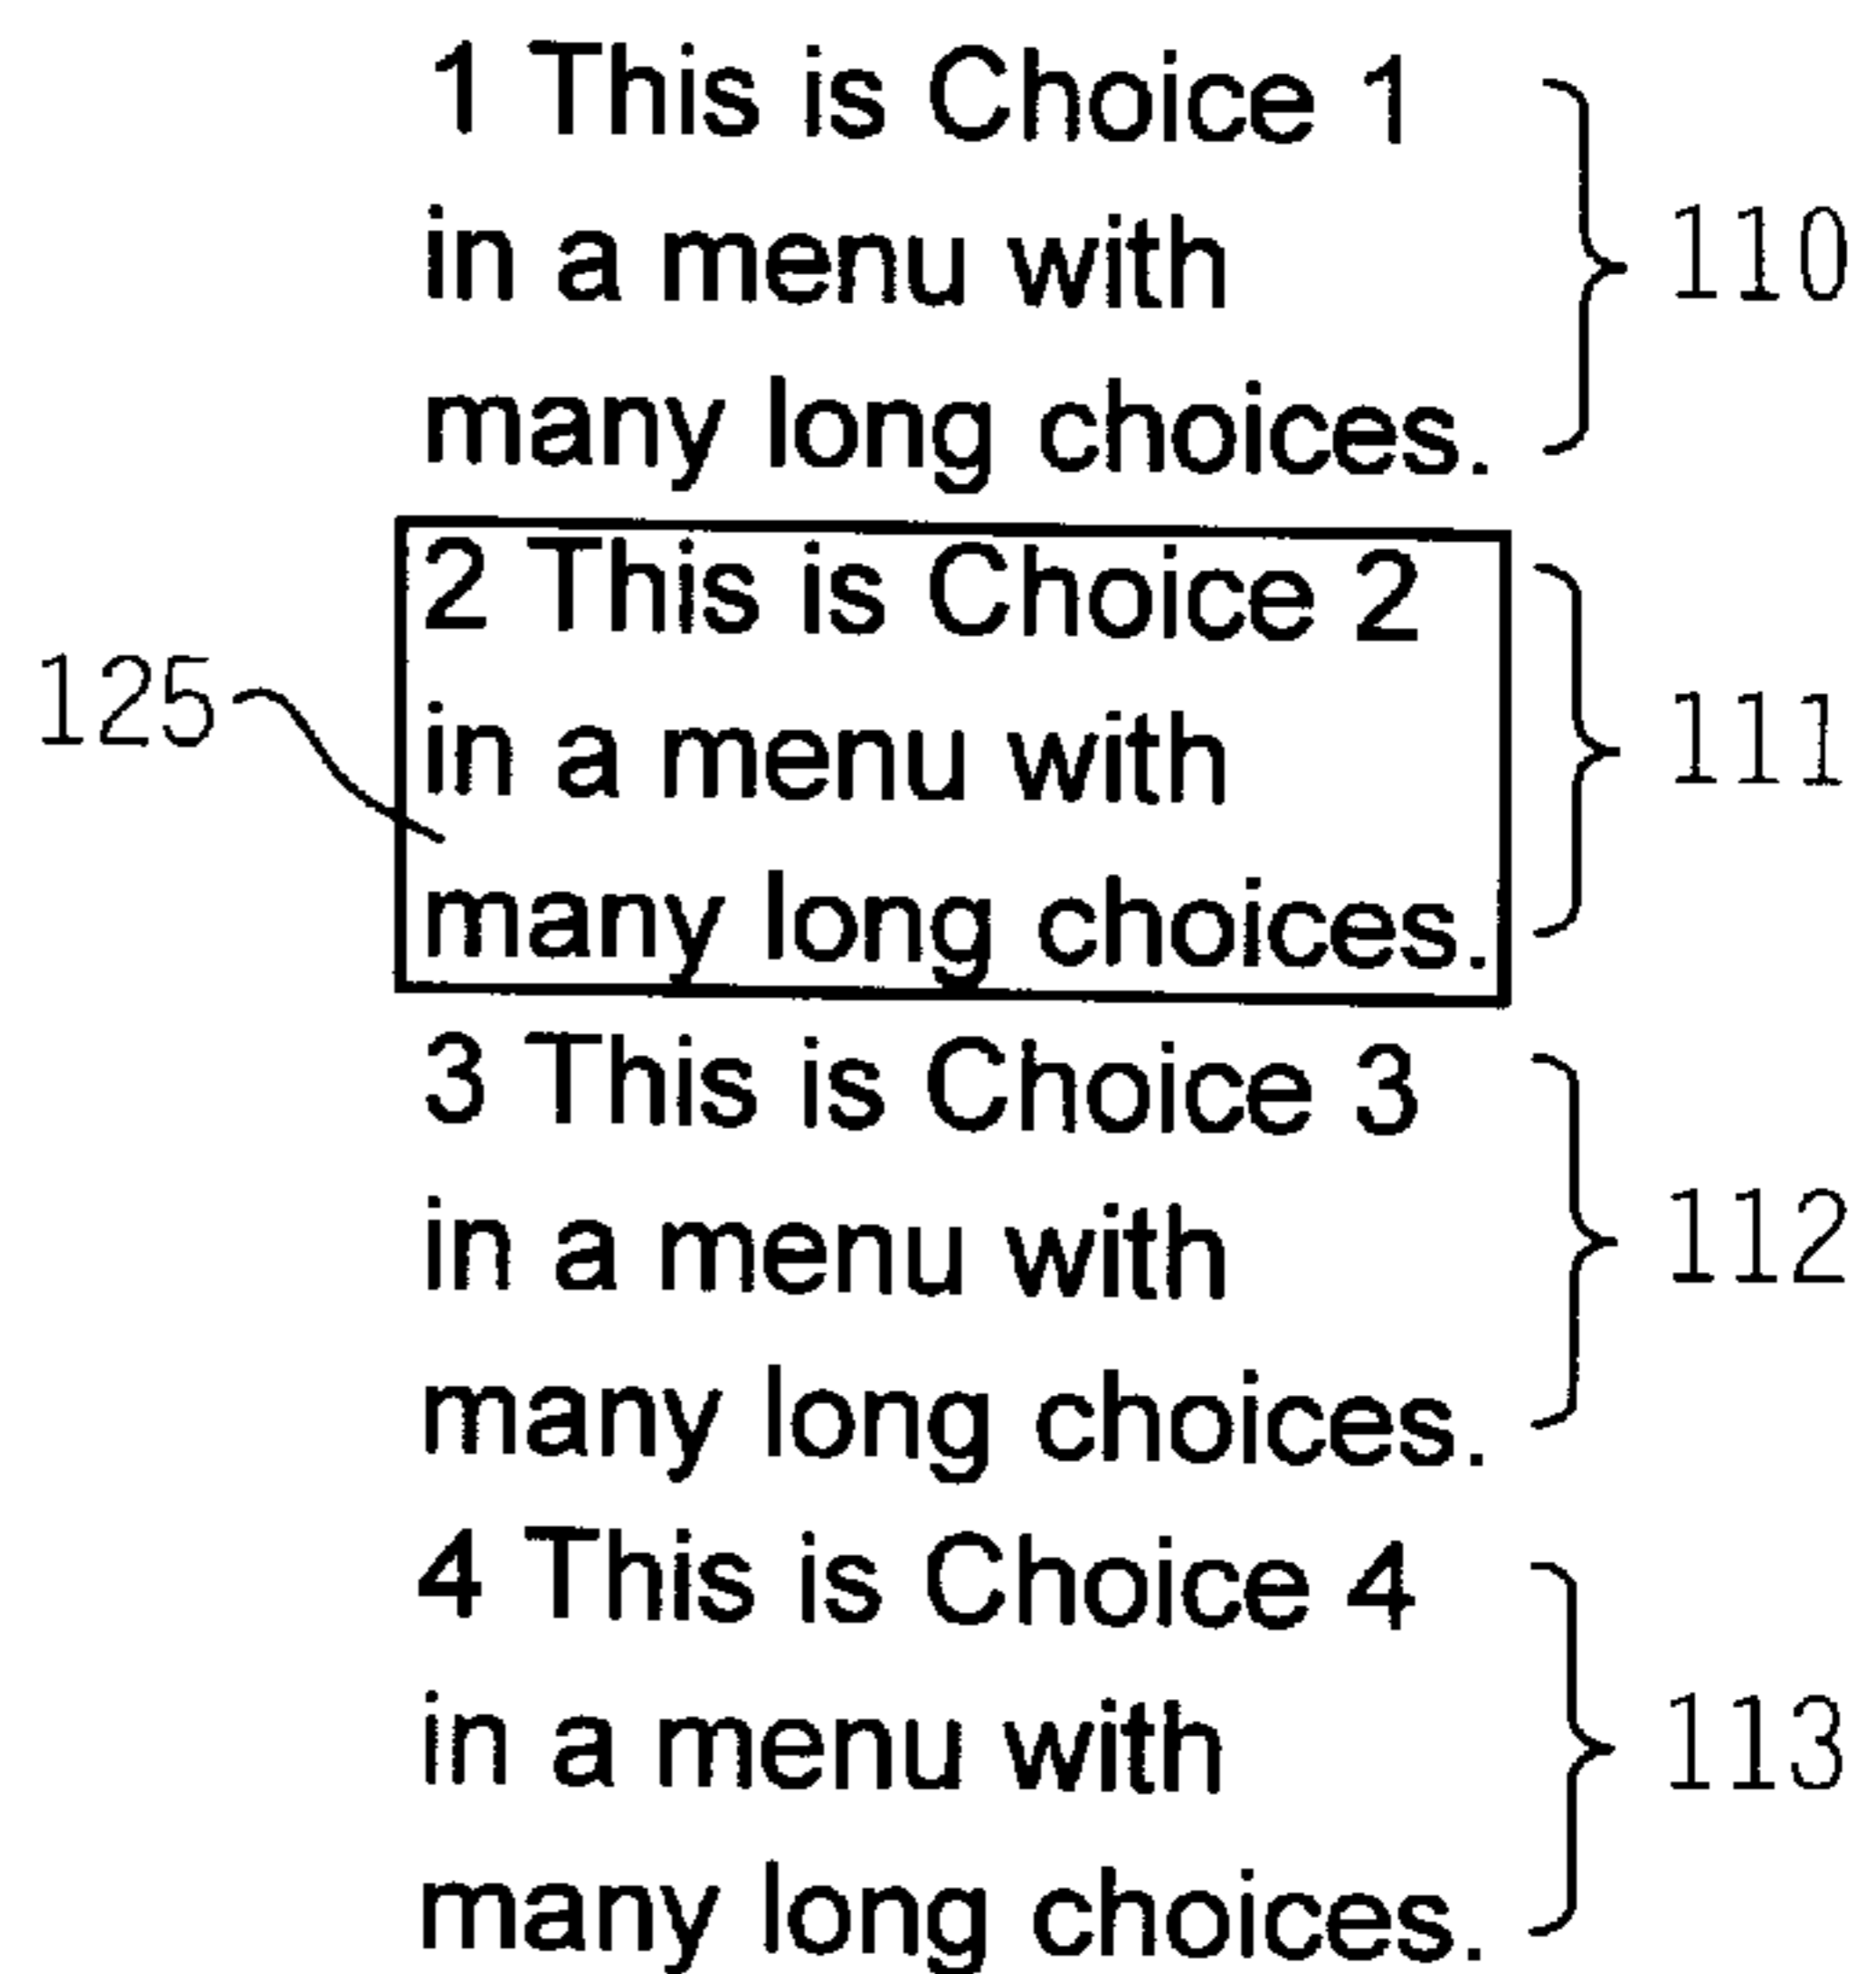 1 This is Choice 1
in a menu with
many long choices.
110
2 This is Choice 2
in a menu with
many long choices.
125
111
3 This is Choice 3
in a menu with
many long choices.
112
4 This is Choice 4
in a menu with
many long choices.
113